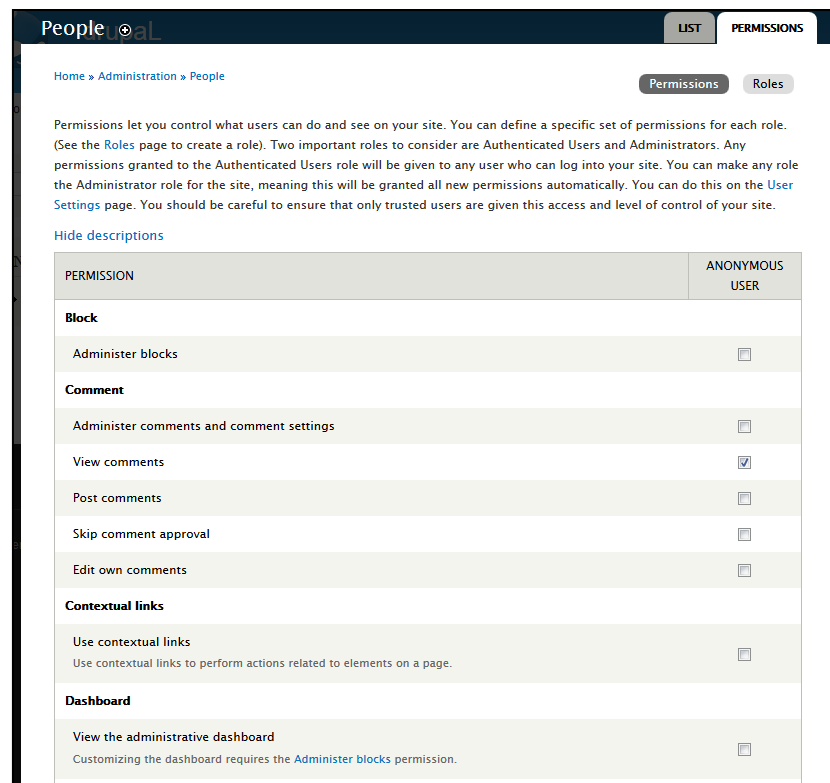 People
LIST
PERMISSIONS
Home » Administration » People
Permissions
Roles
Permissions let you control what users can do and see on your site. You can define a specific set of permissions for each role.
(See the Roles page to create a role). Two important roles to consider are Authenticated Users and Administrators. Any
permissions granted to the Authenticated Users role will be given to any user who can log into your site. You can make any role
the Administrator role for the site, meaning this will be granted all new permissions automatically. You can do this on the User
Settings page. You should be careful to ensure that only trusted users are given this access and level of control of your site.
Hide descriptions
PERMISSION
ANONYMOUS
USER
Block
Administer blocks
Comment
Administer comments and comment settings
View comments
Post comments
Skip comment approval
Edit own comments
Contextual links
Use contextual links
Use contextual links to perform actions related to elements on a page.
Dashboard
View the administrative dashboard
Customizing the dashboard requires the Administer blocks permission.